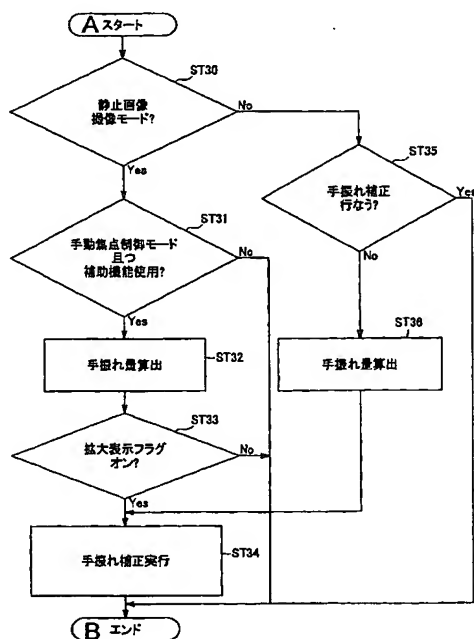 A スタート
ST30
静止画像
撮像モード?
No
Yes
ST35
手振れ補正
行なう?
Yes
No
ST31
手動焦点制御モード
且つ
補助機能使用?
No
Yes
ST36
手振れ量算出
ST32
手振れ量算出
ST33
拡大表示フラグ
オン?
No
Yes
ST34
手振れ補正実行
B エンド